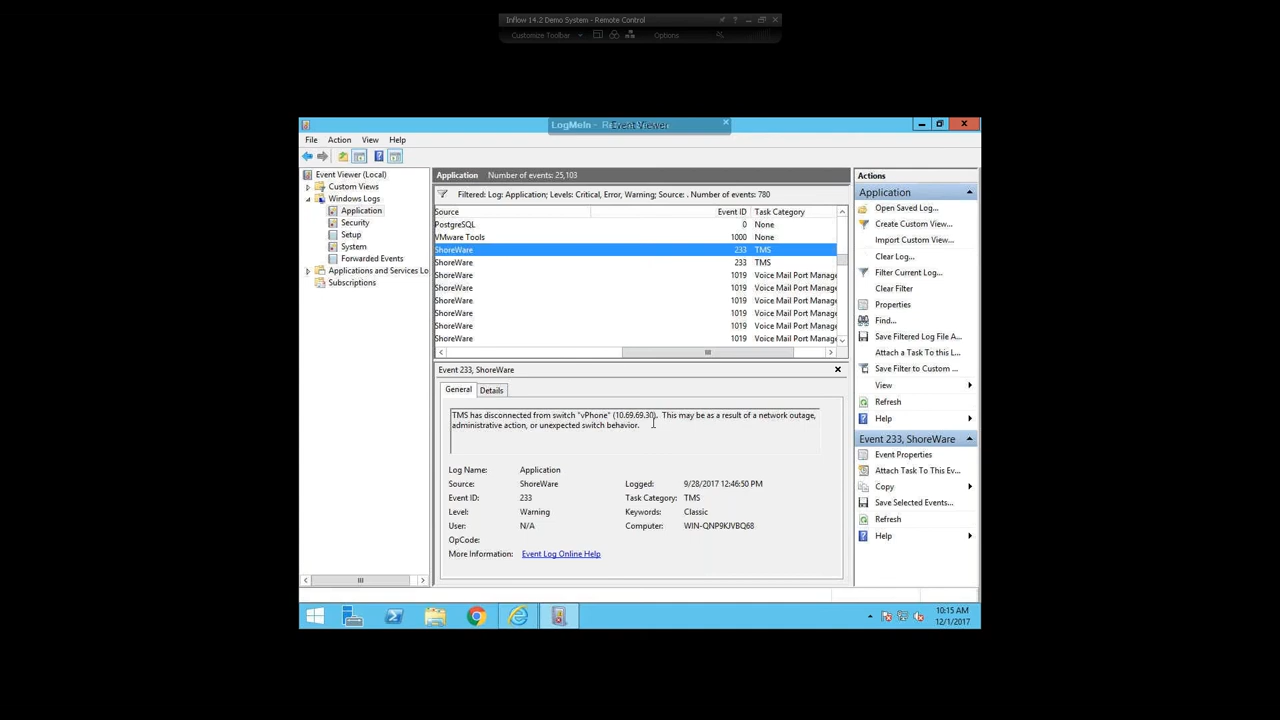 Inflow 14.2 Demo System - Remote Control
Customize Toolbar
Options
LogMeIn - Re
Event Viewer
File Action View Help
Event Viewer (Local)
Custom Views
Windows Logs
Application
Security
Setup
System
Forwarded Events
Applications and Services Lo
Subscriptions
Application Number of events: 25,103
Filtered: Log: Application; Levels: Critical, Error, Warning; Source: . Number of events: 780
Source Event ID Task Category
PostgreSQL 0 None
VMware Tools 1000 None
ShoreWare 233 TMS
ShoreWare 233 TMS
ShoreWare 1019 Voice Mail Port Manage
ShoreWare 1019 Voice Mail Port Manage
ShoreWare 1019 Voice Mail Port Manage
ShoreWare 1019 Voice Mail Port Manage
ShoreWare 1019 Voice Mail Port Manage
ShoreWare 1019 Voice Mail Port Manage
Event 233, ShoreWare
General Details
TMS has disconnected from switch "vPhone" (10.69.69.30). This may be as a result of a network outage,
administrative action, or unexpected switch behavior.
Log Name: Application
Source: ShoreWare Logged: 9/28/2017 12:46:50 PM
Event ID: 233 Task Category: TMS
Level: Warning Keywords: Classic
User: N/A Computer: WIN-QNP9KJVBQ68
OpCode:
More Information: Event Log Online Help
Actions
Application
Open Saved Log...
Create Custom View...
Import Custom View...
Clear Log...
Filter Current Log...
Clear Filter
Properties
Find...
Save Filtered Log File A...
Attach a Task To this L...
Save Filter to Custom ...
View
Refresh
Help
Event 233, ShoreWare
Event Properties
Attach Task To This Ev...
Copy
Save Selected Events...
Refresh
Help
10:15 AM
12/1/2017